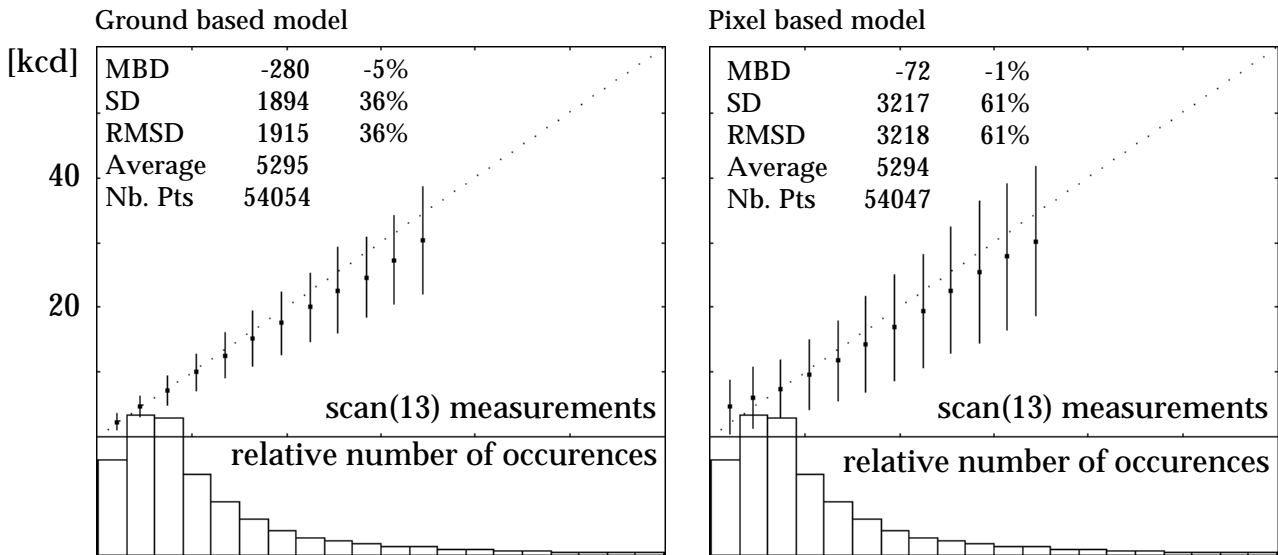 Ground based model
[kcd]
MBD -280 -5%
SD 1894 36%
RMSD 1915 36%
Average 5295
Nb. Pts 54054
40
20
scan(13) measurements
relative number of occurences
Pixel based model
MBD -72 -1%
SD 3217 61%
RMSD 3218 61%
Average 5294
Nb. Pts 54047
scan(13) measurements
relative number of occurences